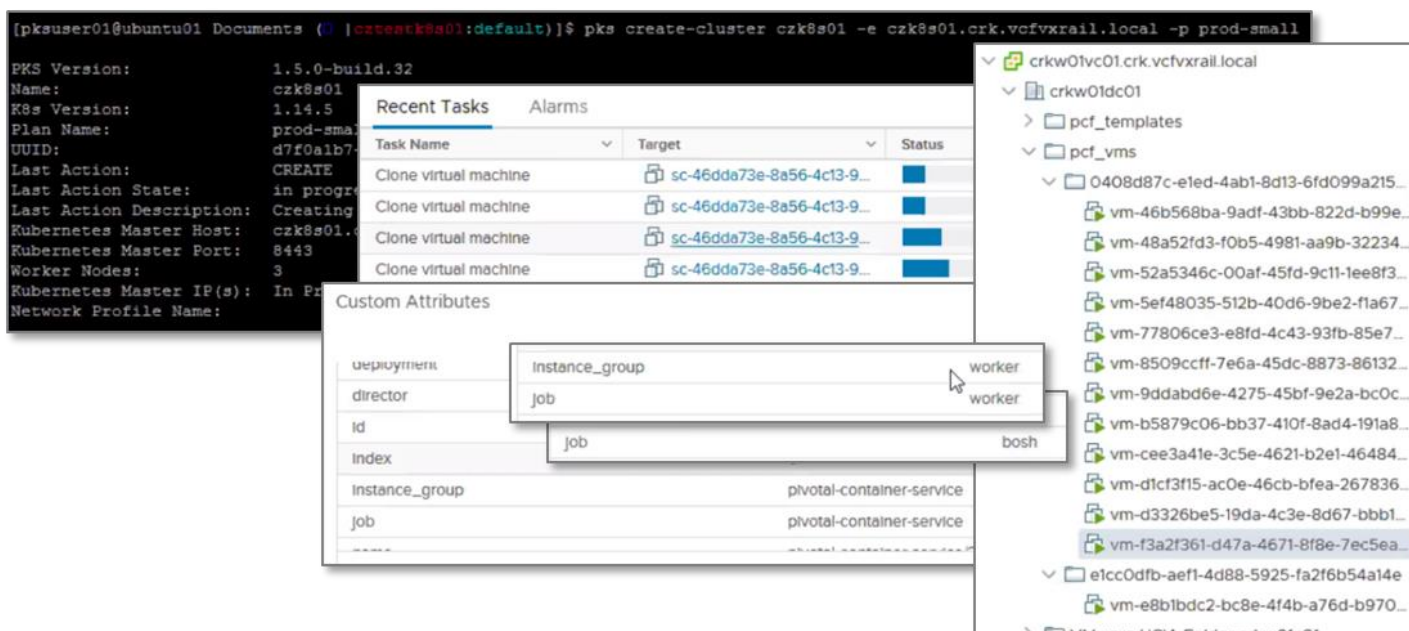 [pksuser01@ubuntu01 Documents ( |cztestk8s01:default)]$ pks create-cluster czk8s01 -e czk8s01.crk.vcfvxrail.local -p prod-small
PKS Version: 1.5.0-build.32
Name: czk8s01
K8s Version: 1.14.5
Plan Name: prod-smal
UUID: d7f0a1b7-
Last Action: CREATE
Last Action State: in progre
Last Action Description: Creating
Kubernetes Master Host: czk8s01.
Kubernetes Master Port: 8443
Worker Nodes: 3
Kubernetes Master IP(s): In Pr
Network Profile Name:
Recent Tasks Alarms
Task Name Target Status
Clone virtual machine sc-46dda73e-8a56-4c13-9...
Clone virtual machine sc-46dda73e-8a56-4c13-9...
Clone virtual machine sc-46dda73e-8a56-4c13-9...
Clone virtual machine sc-46dda73e-8a56-4c13-9...
Custom Attributes
deployment
director
id
Index
Instance_group pivotal-container-service
job pivotal-container-service
Instance_group worker
job worker
job bosh
crkw01vc01.crk.vcfvxrail.local
crkw01dc01
pcf_templates
pcf_vms
0408d87c-e1ed-4ab1-8d13-6fd099a215...
vm-46b568ba-9adf-43bb-822d-b99e...
vm-48a52fd3-f0b5-4981-aa9b-32234...
vm-52a5346c-00af-45fd-9c11-1ee8f3...
vm-5ef48035-512b-40d6-9be2-f1a67...
vm-77806ce3-e8fd-4c43-93fb-85e7...
vm-8509ccff-7e6a-45dc-8873-86132...
vm-9ddabd6e-4275-45bf-9e2a-bc0c...
vm-b5879c06-bb37-410f-8ad4-191a8...
vm-cee3a41e-3c5e-4621-b2e1-46484...
vm-d1cf3f15-ac0e-46cb-bfea-267836...
vm-d3326be5-19da-4c3e-8d67-bbb1...
vm-f3a2f361-d47a-4671-8f8e-7ec5ea...
e1cc0dfb-aef1-4d88-5925-fa2f6b54a14e
vm-e8b1bdc2-bc8e-4f4b-a76d-b970...